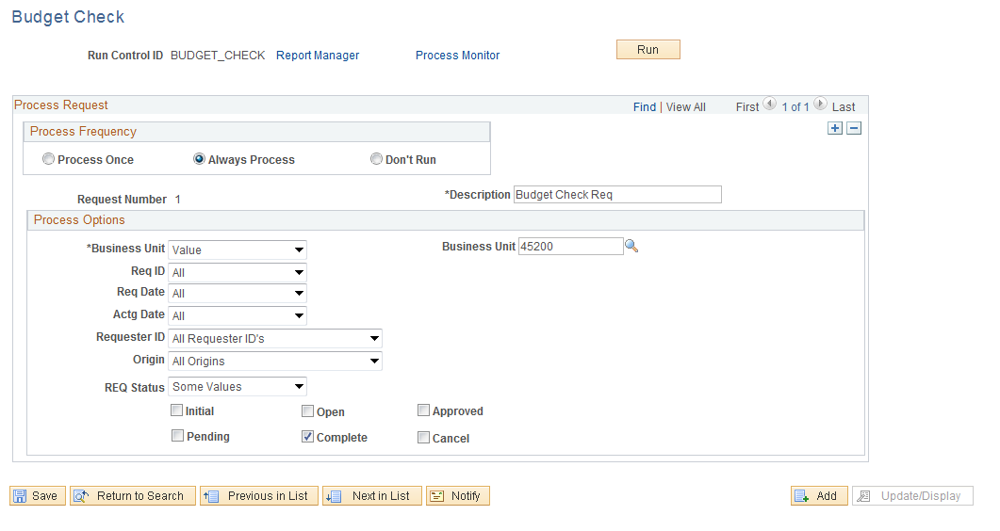 Budget Check
Run Control ID BUDGET_CHECK Report Manager Process Monitor Run
Process Request Find | View All First 1 of 1 Last
Process Frequency
Process Once Always Process Don't Run
Request Number 1 *Description Budget Check Req
Process Options
*Business Unit Value Business Unit 45200
Req ID All
Req Date All
Actg Date All
Requester ID All Requester ID's
Origin All Origins
REQ Status Some Values
Initial Open Approved
Pending Complete Cancel
Save Return to Search Previous in List Next in List Notify Add Update/Display